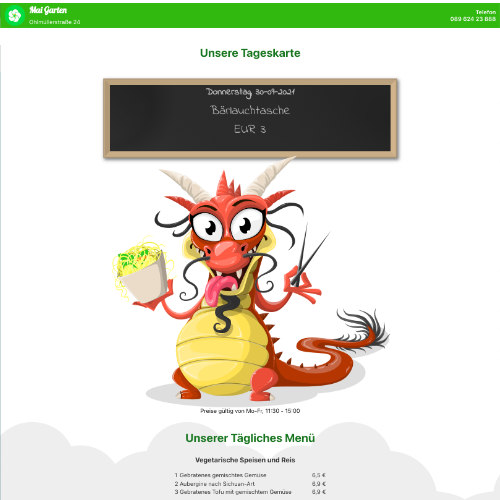 Mai Garten
Ohlmüllerstraße 24
Telefon
089 624 23 888
Unsere Tageskarte
Donnerstag 30-09-2021
Bärlauchtasche
EUR 3
Preise gültig von Mo-Fr, 11:30 - 15:00
Unserer Tägliches Menü
Vegetarische Speisen und Reis
1 Gebratenes gemischtes Gemüse 6,5 €
2 Aubergine nach Sichuan-Art 6,9 €
3 Gebratenes Tofu mit gemischtem Gemüse 6,9 €